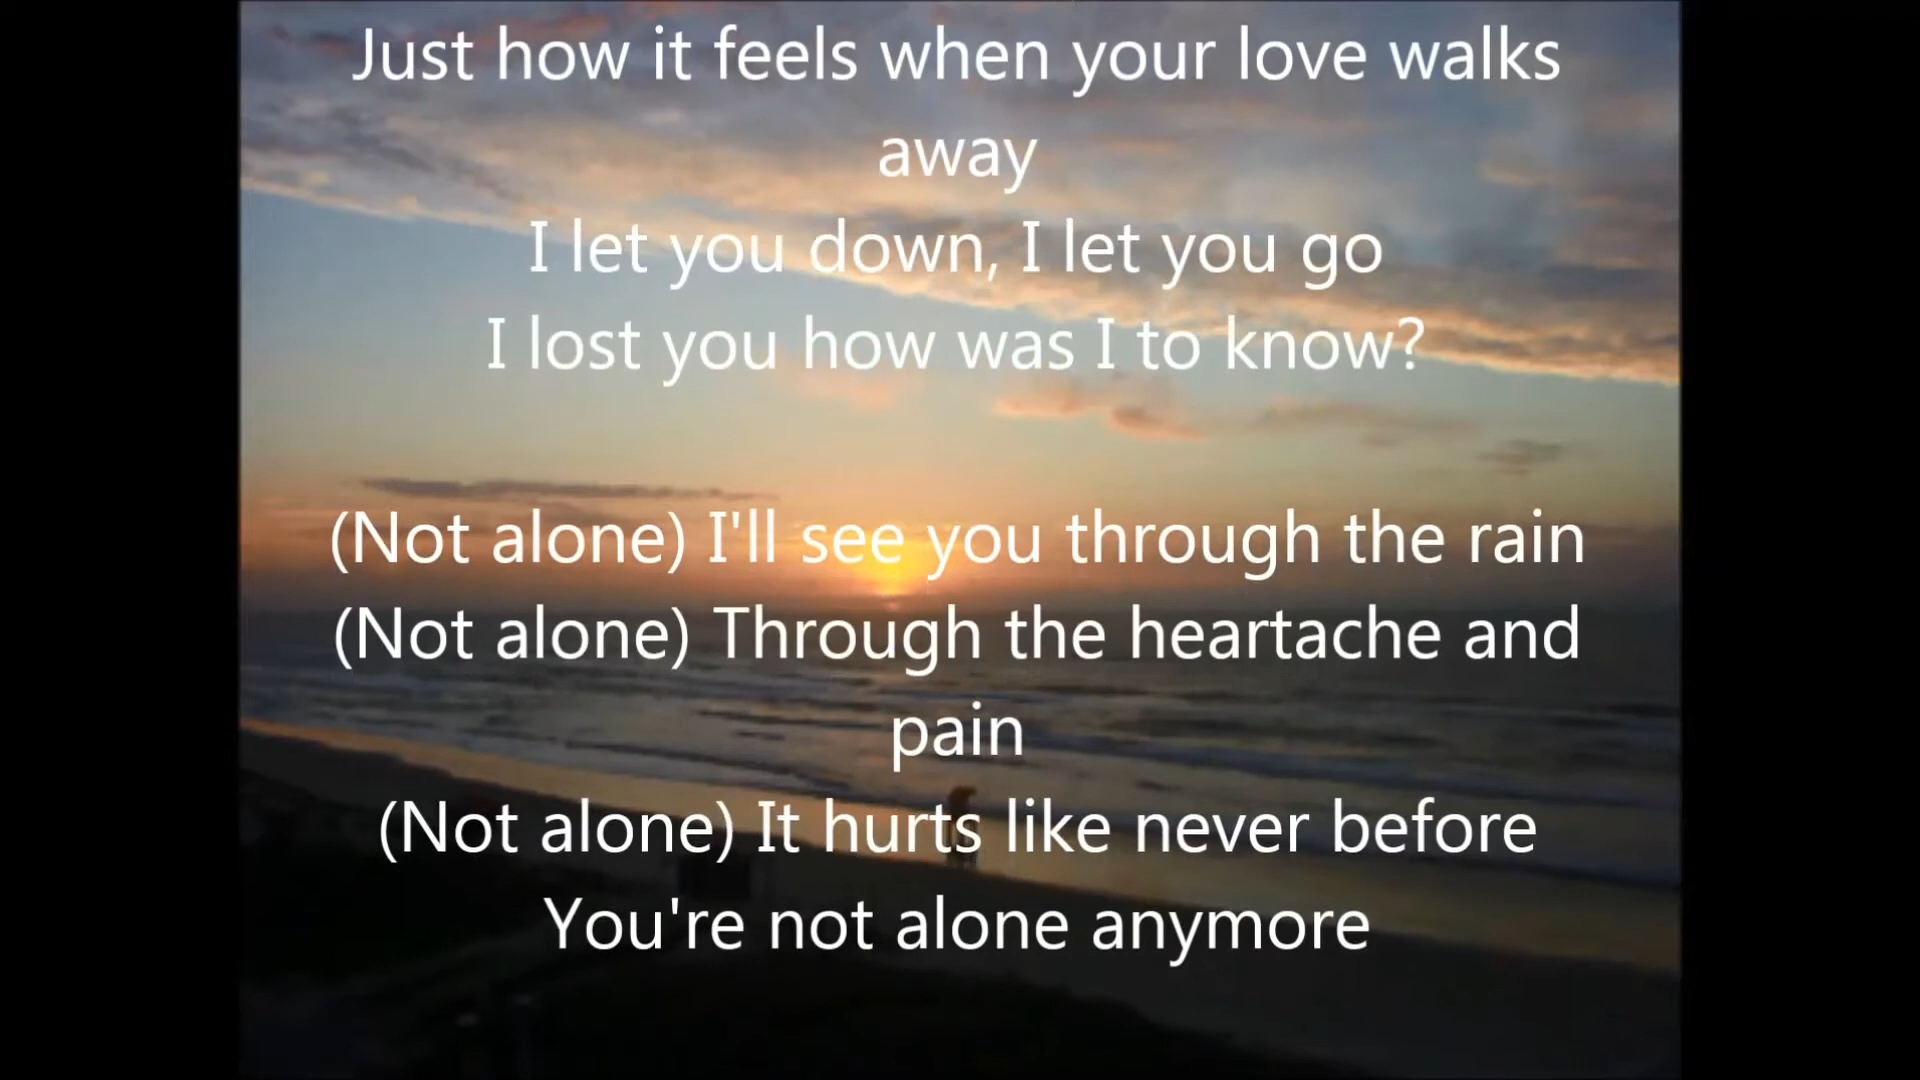 Just how it feels when your love walks
away
I let you down, I let you go
I lost you how was I to know?
(Not alone) I'll see you through the rain
(Not alone) Through the heartache and
pain
(Not alone) It hurts like never before
You're not alone anymore